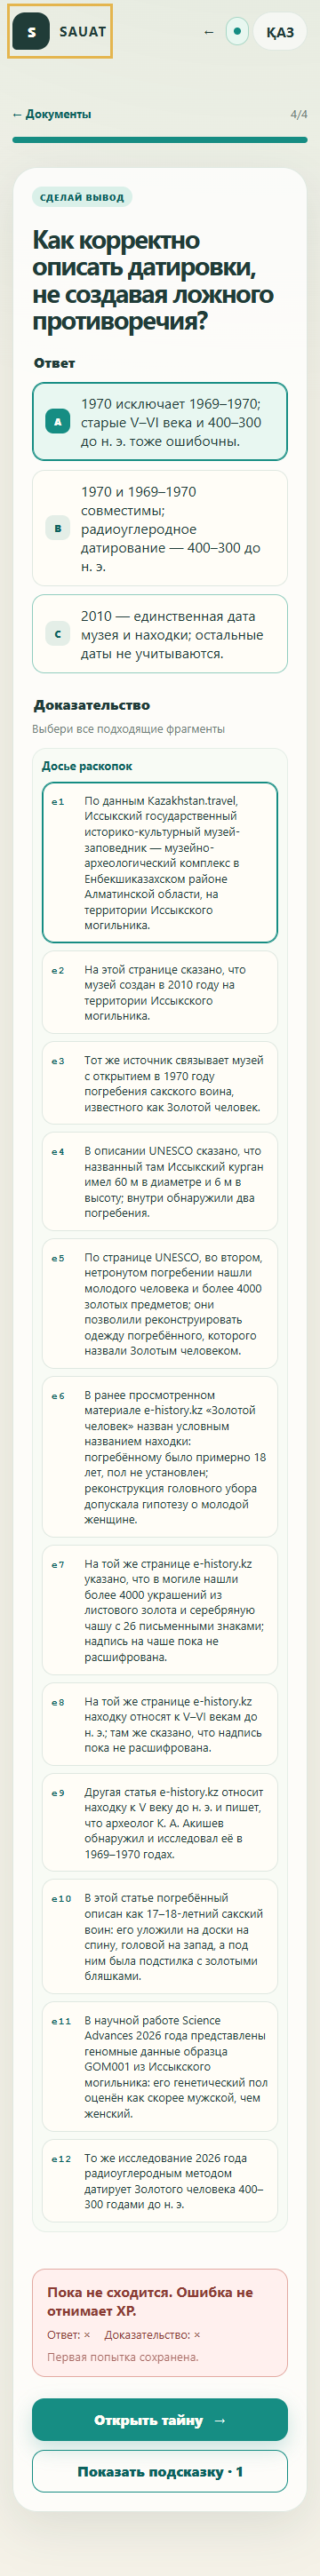 S SAUAT ← ҚАЗ
← Документы 4/4
СДЕЛАЙ ВЫВОД
Как корректно
описать датировки,
не создавая ложного
противоречия?
Ответ
A
1970 исключает 1969–1970;
старые V–VI века и 400–300
до н. э. тоже ошибочны.
B
1970 и 1969–1970
совместимы;
радиоуглеродное
датирование — 400–300 до
н. э.
C
2010 — единственная дата
музея и находки; остальные
даты не учитываются.
Доказательство
Выбери все подходящие фрагменты
Досье раскопок
e1 По данным Kazakhstan.travel,
Иссыкский государственный
историко-культурный музей-
заповедник — музейно-
археологический комплекс в
Енбекшиказахском районе
Алматинской области, на
территории Иссыкского
могильника.
e2 На этой странице сказано, что
музей создан в 2010 году на
территории Иссыкского
могильника.
e3 Тот же источник связывает музей
с открытием в 1970 году
погребения сакского воина,
известного как Золотой человек.
e4 В описании UNESCO сказано, что
названный там Иссыкский курган
имел 60 м в диаметре и 6 м в
высоту; внутри обнаружили два
погребения.
e5 По странице UNESCO, во втором,
нетронутом погребении нашли
молодого человека и более 4000
золотых предметов; они
позволили реконструировать
одежду погребённого, которого
назвали Золотым человеком.
e6 В ранее просмотренном
материале e-history.kz «Золотой
человек» назван условным
названием находки:
погребённому было примерно 18
лет, пол не установлен;
реконструкция головного убора
допускала гипотезу о молодой
женщине.
e7 На той же странице e-history.kz
указано, что в могиле нашли
более 4000 украшений из
листового золота и серебряную
чашу с 26 письменными знаками;
надпись на чаше пока не
расшифрована.
e8 На той же странице e-history.kz
находку относят к V–VI векам до
н. э.; там же сказано, что надпись
пока не расшифрована.
e9 Другая статья e-history.kz относит
находку к V веку до н. э. и пишет,
что археолог К. А. Акишев
обнаружил и исследовал её в
1969–1970 годах.
e10 В этой статье погребённый
описан как 17–18-летний сакский
воин: его уложили на доски на
спину, головой на запад, а под
ним была подстилка с золотыми
бляшками.
e11 В научной работе Science
Advances 2026 года представлены
геномные данные образца
GOM001 из Иссыкского
могильника: его генетический пол
оценён как скорее мужской, чем
женский.
e12 То же исследование 2026 года
радиоуглеродным методом
датирует Золотого человека 400–
300 годами до н. э.
Пока не сходится. Ошибка не
отнимает XP.
Ответ: × Доказательство: ×
Первая попытка сохранена.
Открыть тайну →
Показать подсказку · 1